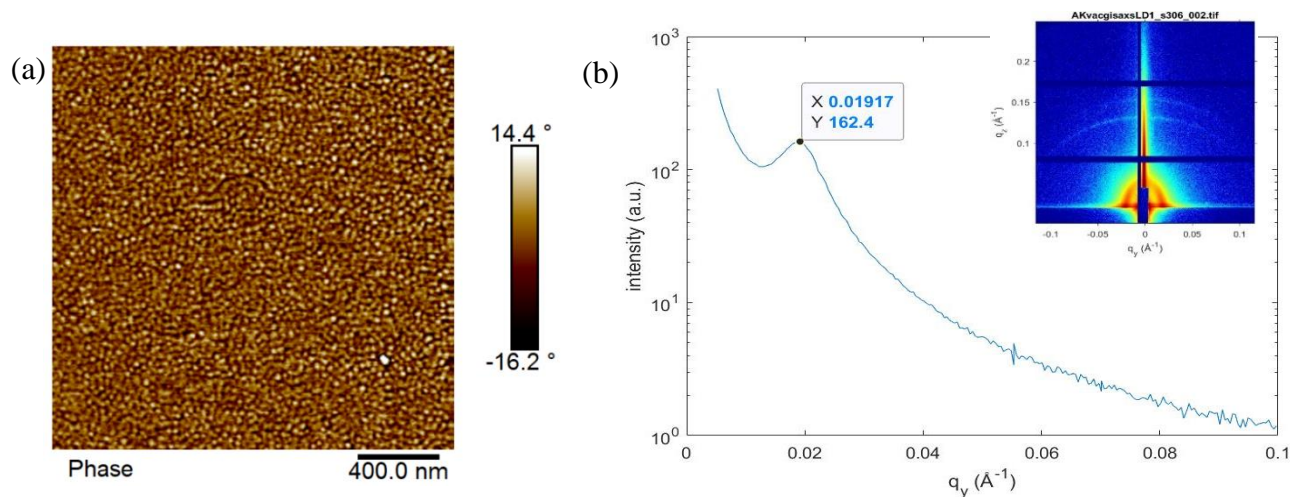 (a)
14.4 °
-16.2 °
Phase
400.0 nm
(b)
10³
10²
10¹
10⁰
intensity (a.u.)
0
0.02
0.04
0.06
0.08
0.1
q_y (Å⁻¹)
X 0.01917
Y 162.4
AKvacgisaxsLD1_s306_002.tif
0.2
0.15
0.1
q_z (Å⁻¹)
-0.1
-0.05
0
0.05
0.1
q_y (Å⁻¹)